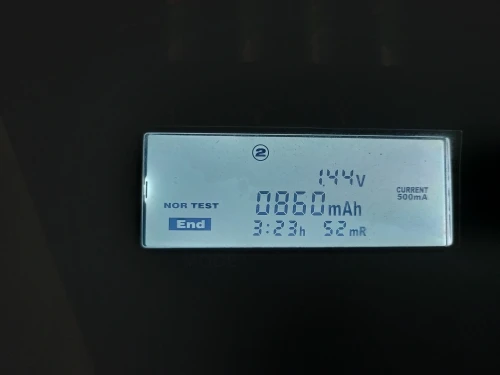 2
1.44V
NOR TEST 0860mAh CURRENT 500mA
End 3:23h 52mR